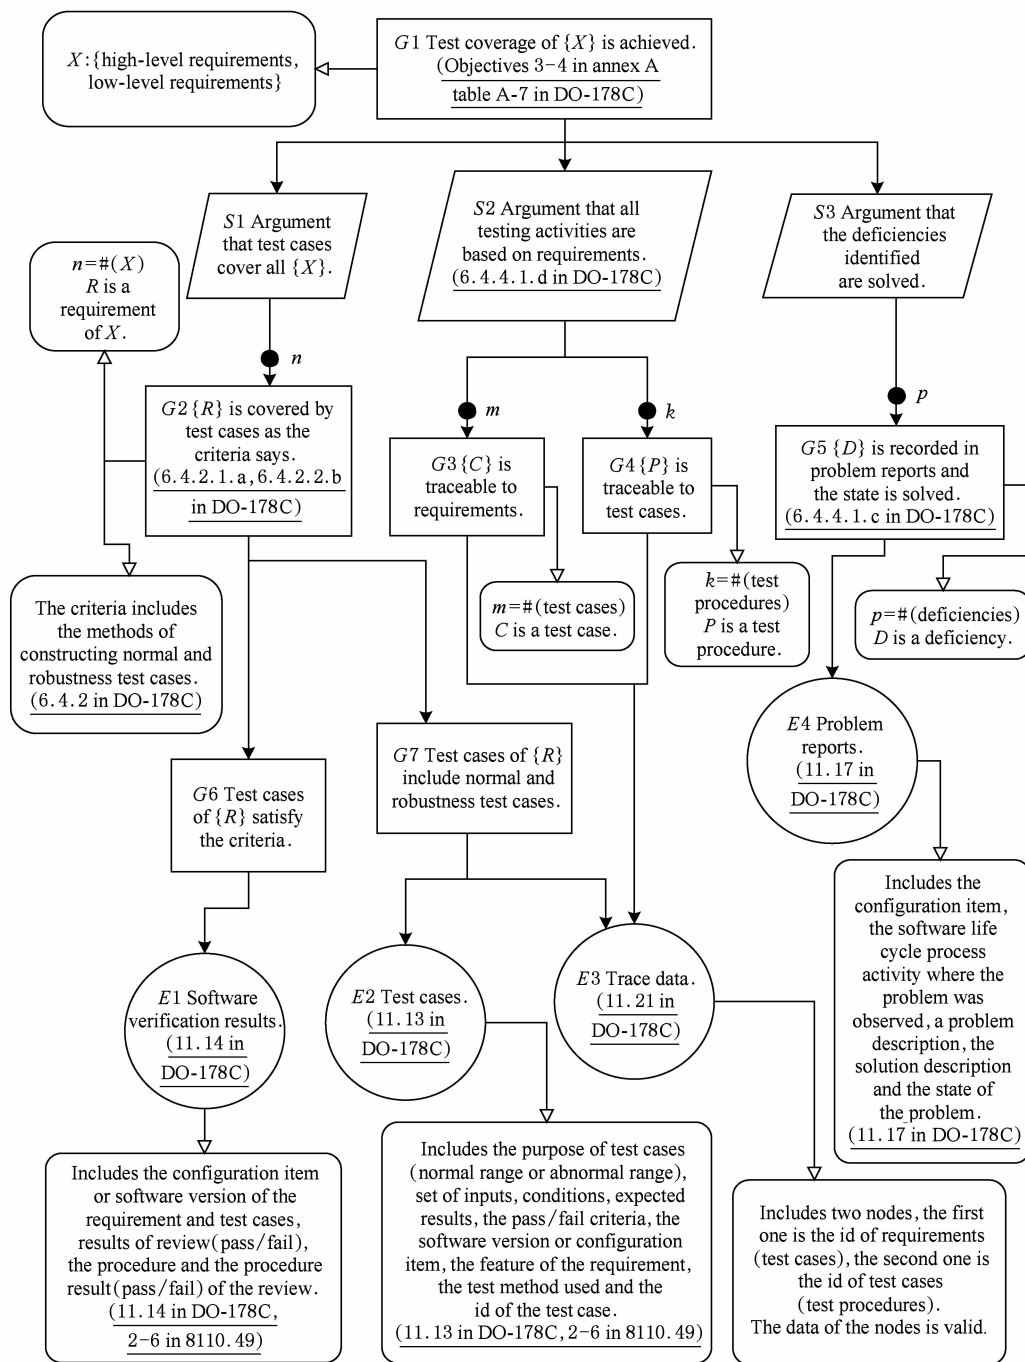 X:{high-level requirements,
low-level requirements}
G1 Test coverage of {X} is achieved.
(Objectives 3-4 in annex A
table A-7 in DO-178C)
S1 Argument
that test cases
cover all {X}.
S2 Argument that all
testing activities are
based on requirements.
(6.4.4.1.d in DO-178C)
S3 Argument that
the deficiencies
identified
are solved.
n=#(X)
R is a
requirement
of X.
n
m
k
p
G2{R} is covered by
test cases as the
criteria says.
(6.4.2.1.a,6.4.2.2.b
in DO-178C)
G3{C} is
traceable to
requirements.
G4{P} is
traceable to
test cases.
G5{D} is recorded in
problem reports and
the state is solved.
(6.4.4.1.c in DO-178C)
The criteria includes
the methods of
constructing normal and
robustness test cases.
(6.4.2 in DO-178C)
m=#(test cases)
C is a test case.
k=#(test
procedures)
P is a test
procedure.
p=#(deficiencies)
D is a deficiency.
G6 Test cases
of {R} satisfy
the criteria.
G7 Test cases of {R}
include normal and
robustness test cases.
E4 Problem
reports.
(11.17 in
DO-178C)
E1 Software
verification results.
(11.14 in
DO-178C)
E2 Test cases.
(11.13 in
DO-178C)
E3 Trace data.
(11.21 in
DO-178C)
Includes the
configuration item,
the software life
cycle process
activity where the
problem was
observed, a problem
description, the
solution description
and the state of
the problem.
(11.17 in DO-178C)
Includes the configuration item
or software version of the
requirement and test cases,
results of review(pass/fail),
the procedure and the procedure
result(pass/fail) of the review.
(11.14 in DO-178C,
2-6 in 8110.49)
Includes the purpose of test cases
(normal range or abnormal range),
set of inputs, conditions, expected
results, the pass/fail criteria, the
software version or configuration
item, the feature of the requirement,
the test method used and the
id of the test case.
(11.13 in DO-178C, 2-6 in 8110.49)
Includes two nodes, the first
one is the id of requirements
(test cases), the second one is
the id of test cases
(test procedures).
The data of the nodes is valid.